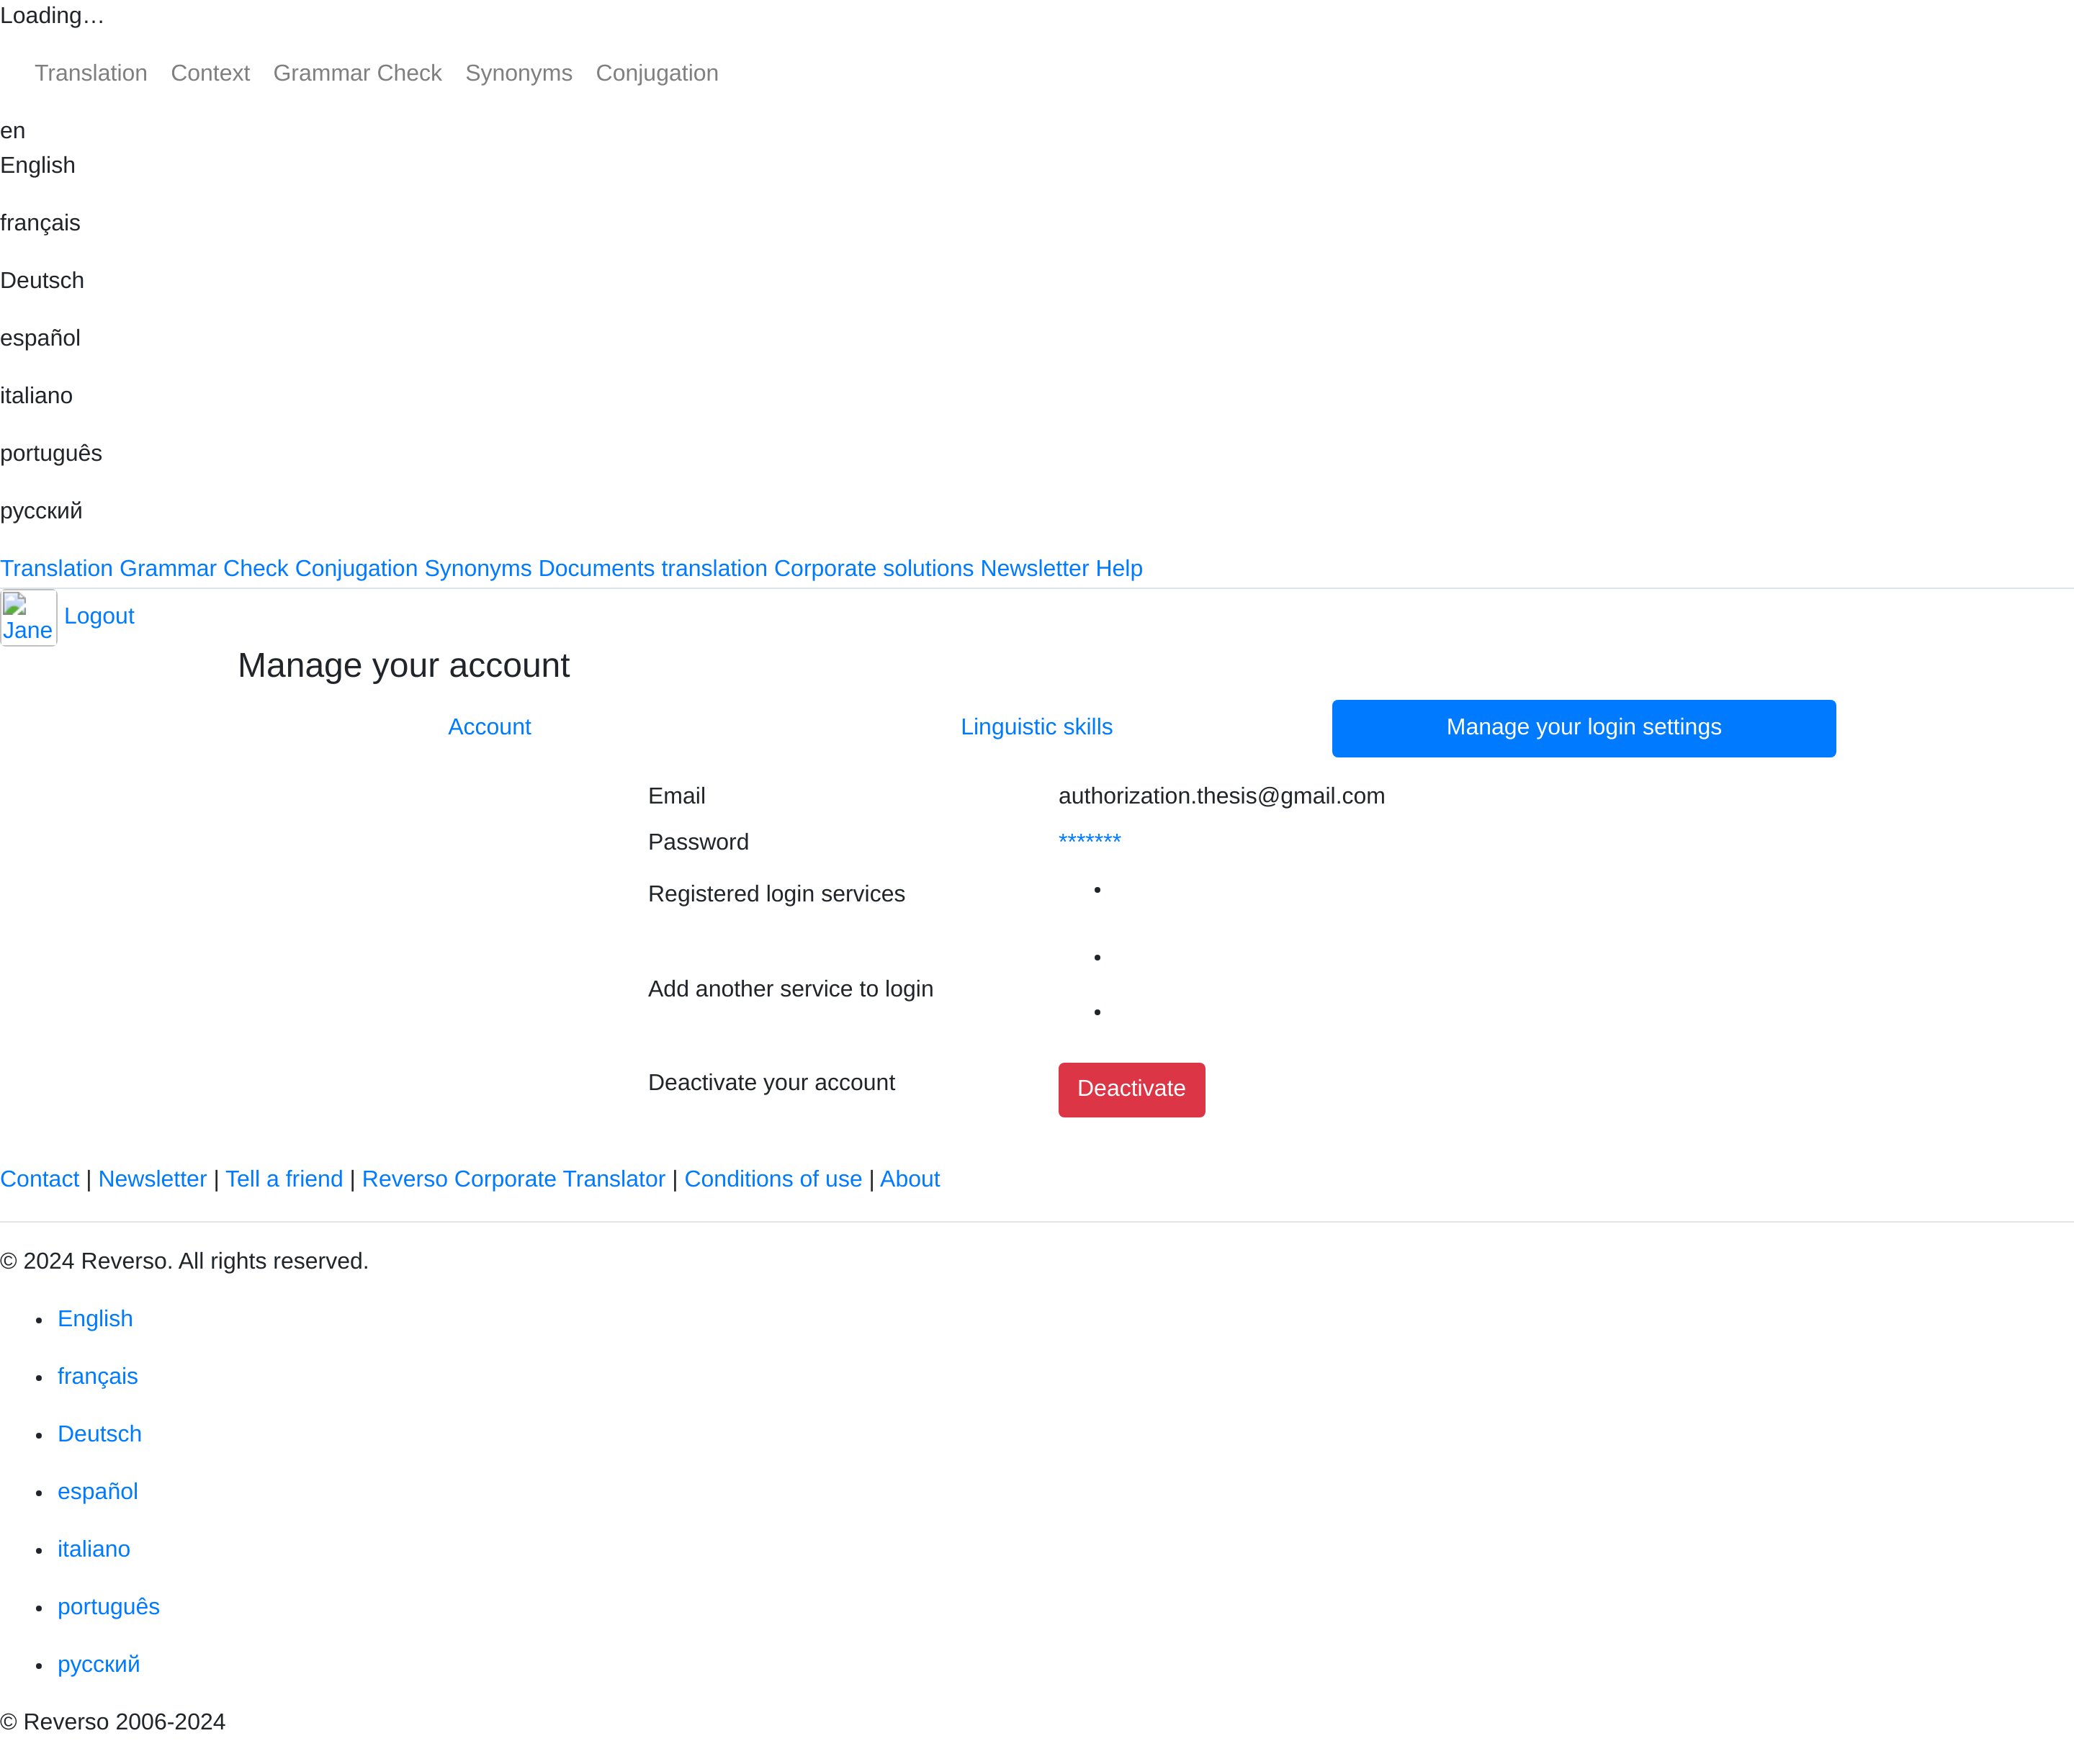 Loading…
Translation Context Grammar Check Synonyms Conjugation
en
English
français
Deutsch
español
italiano
português
русский
Translation Grammar Check Conjugation Synonyms Documents translation Corporate solutions Newsletter Help
Jane Logout
Manage your account
Account Linguistic skills Manage your login settings
Email authorization.thesis@gmail.com
Password *******
Registered login services
Add another service to login
Deactivate your account Deactivate
Contact | Newsletter | Tell a friend | Reverso Corporate Translator | Conditions of use | About
© 2024 Reverso. All rights reserved.
English
français
Deutsch
español
italiano
português
русский
© Reverso 2006-2024